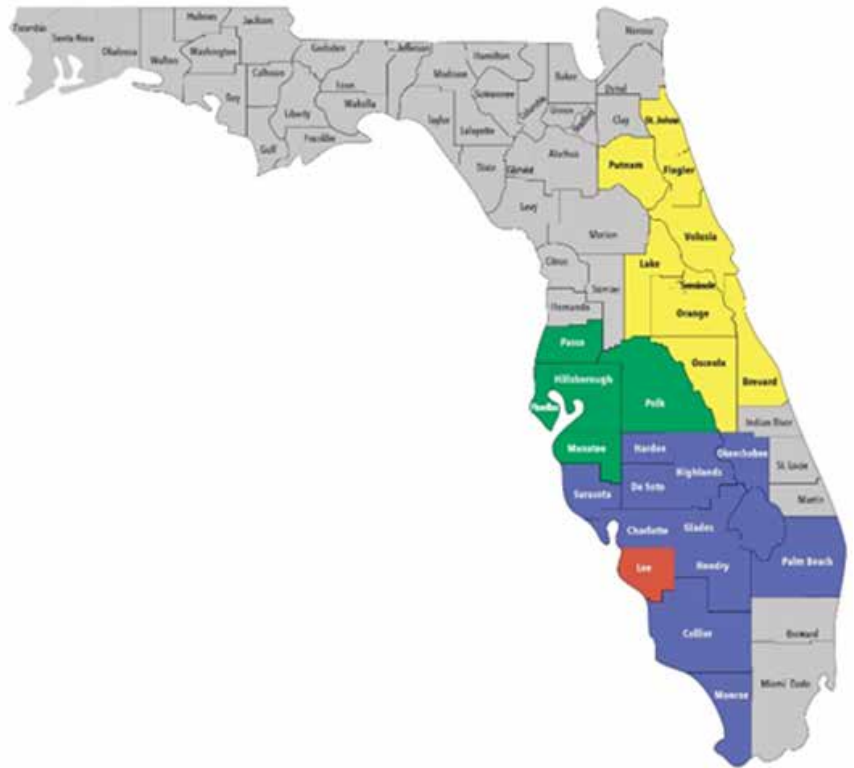 Holmes
Jackson
Escambia
Santa Rosa
Okaloosa
Walton
Washington
Gadsden
Jefferson
Hamilton
Nassau
Calhoun
Leon
Madison
Suwannee
Baker
Duval
Bay
Liberty
Wakulla
Taylor
Lafayette
Columbia
Union
Clay
St. Johns
Gulf
Franklin
Dixie
Gilchrist
Alachua
Putnam
Flagler
Levy
Marion
Volusia
Citrus
Lake
Sumter
Seminole
Hernando
Orange
Pasco
Osceola
Hillsborough
Brevard
Pinellas
Polk
Indian River
Manatee
Hardee
Okeechobee
Highlands
St. Lucie
Sarasota
De Soto
Martin
Charlotte
Glades
Lee
Hendry
Palm Beach
Collier
Broward
Miami Dade
Monroe